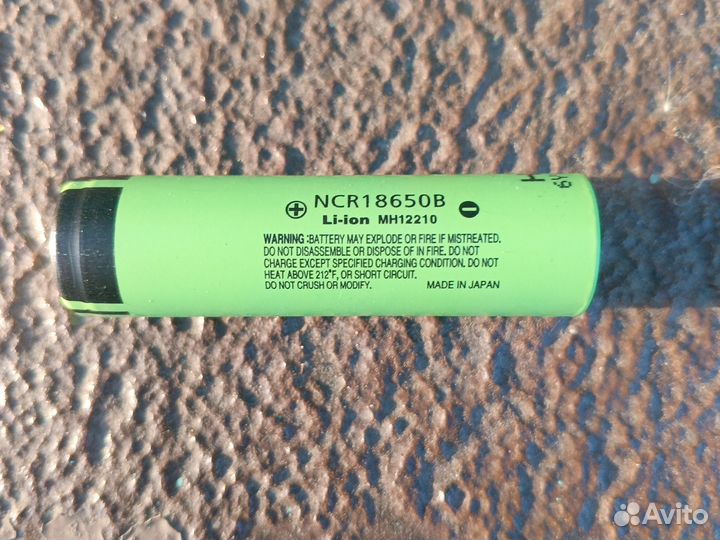 ⊕ NCR18650B ⊖
Li-ion MH12210
WARNING :BATTERY MAY EXPLODE OR FIRE IF MISTREATED.
DO NOT DISASSEMBLE OR DISPOSE OF IN FIRE. DO NOT
CHARGE EXCEPT SPECIFIED CHARGING CONDITION. DO NOT
HEAT ABOVE 212°F, OR SHORT CIRCUIT.
DO NOT CRUSH OR MODIFY. MADE IN JAPAN
Avito